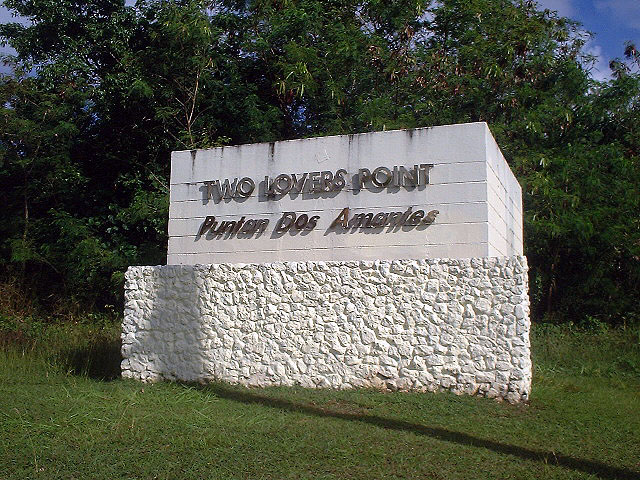 TWO LOVERS POINT
Puntan Dos Amantes